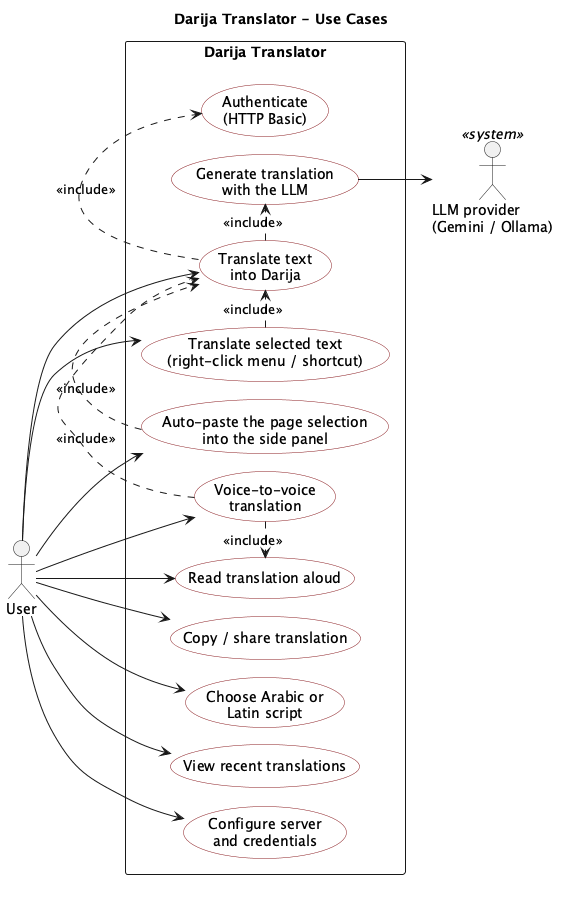 Darija Translator - Use Cases
Darija Translator
Authenticate
(HTTP Basic)
«system»
Generate translation
with the LLM
«include»
LLM provider
(Gemini / Ollama)
«include»
Translate text
into Darija
«include»
Translate selected text
(right-click menu / shortcut)
«include»
Auto-paste the page selection
into the side panel
«include»
Voice-to-voice
translation
«include»
Read translation aloud
User
Copy / share translation
Choose Arabic or
Latin script
View recent translations
Configure server
and credentials